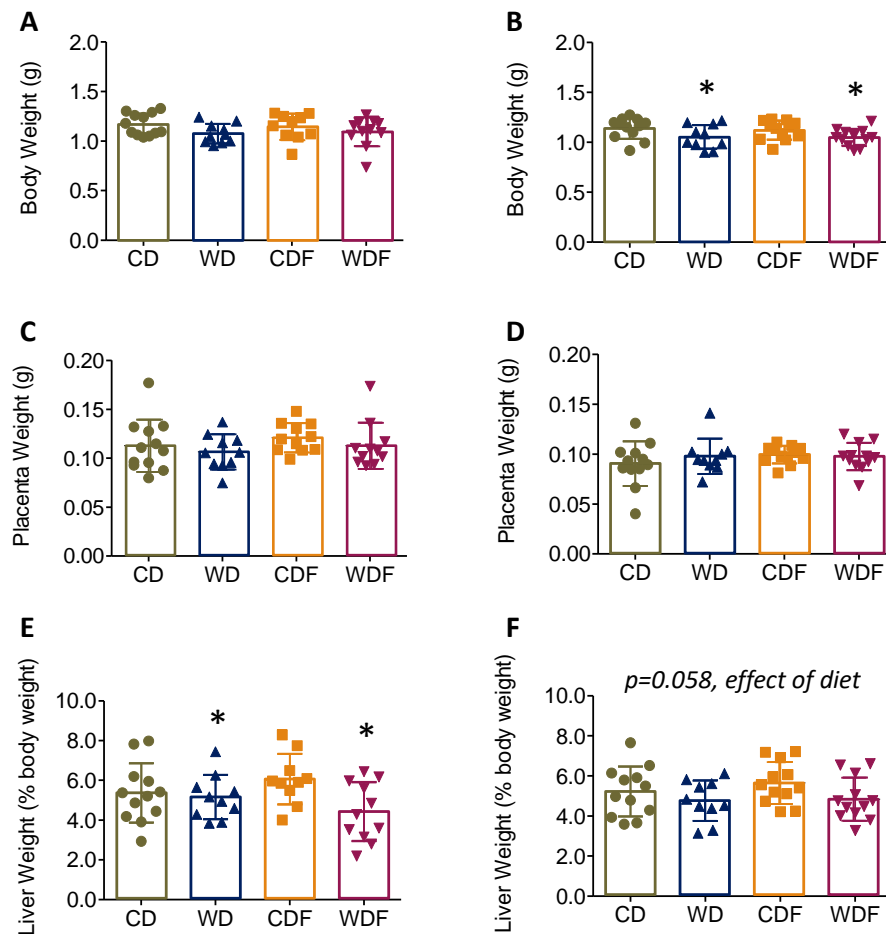 A
Body Weight (g)
2.0
1.5
1.0
0.5
0.0
CD WD CDF WDF
B
Body Weight (g)
2.0
1.5
1.0
0.5
0.0
* *
CD WD CDF WDF
C
Placenta Weight (g)
0.20
0.15
0.10
0.05
0.00
CD WD CDF WDF
D
Placenta Weight (g)
0.20
0.15
0.10
0.05
0.00
CD WD CDF WDF
E
Liver Weight (% body weight)
10.0
8.0
6.0
4.0
2.0
0.0
* *
CD WD CDF WDF
F
p=0.058, effect of diet
Liver Weight (% body weight)
10.0
8.0
6.0
4.0
2.0
0.0
CD WD CDF WDF